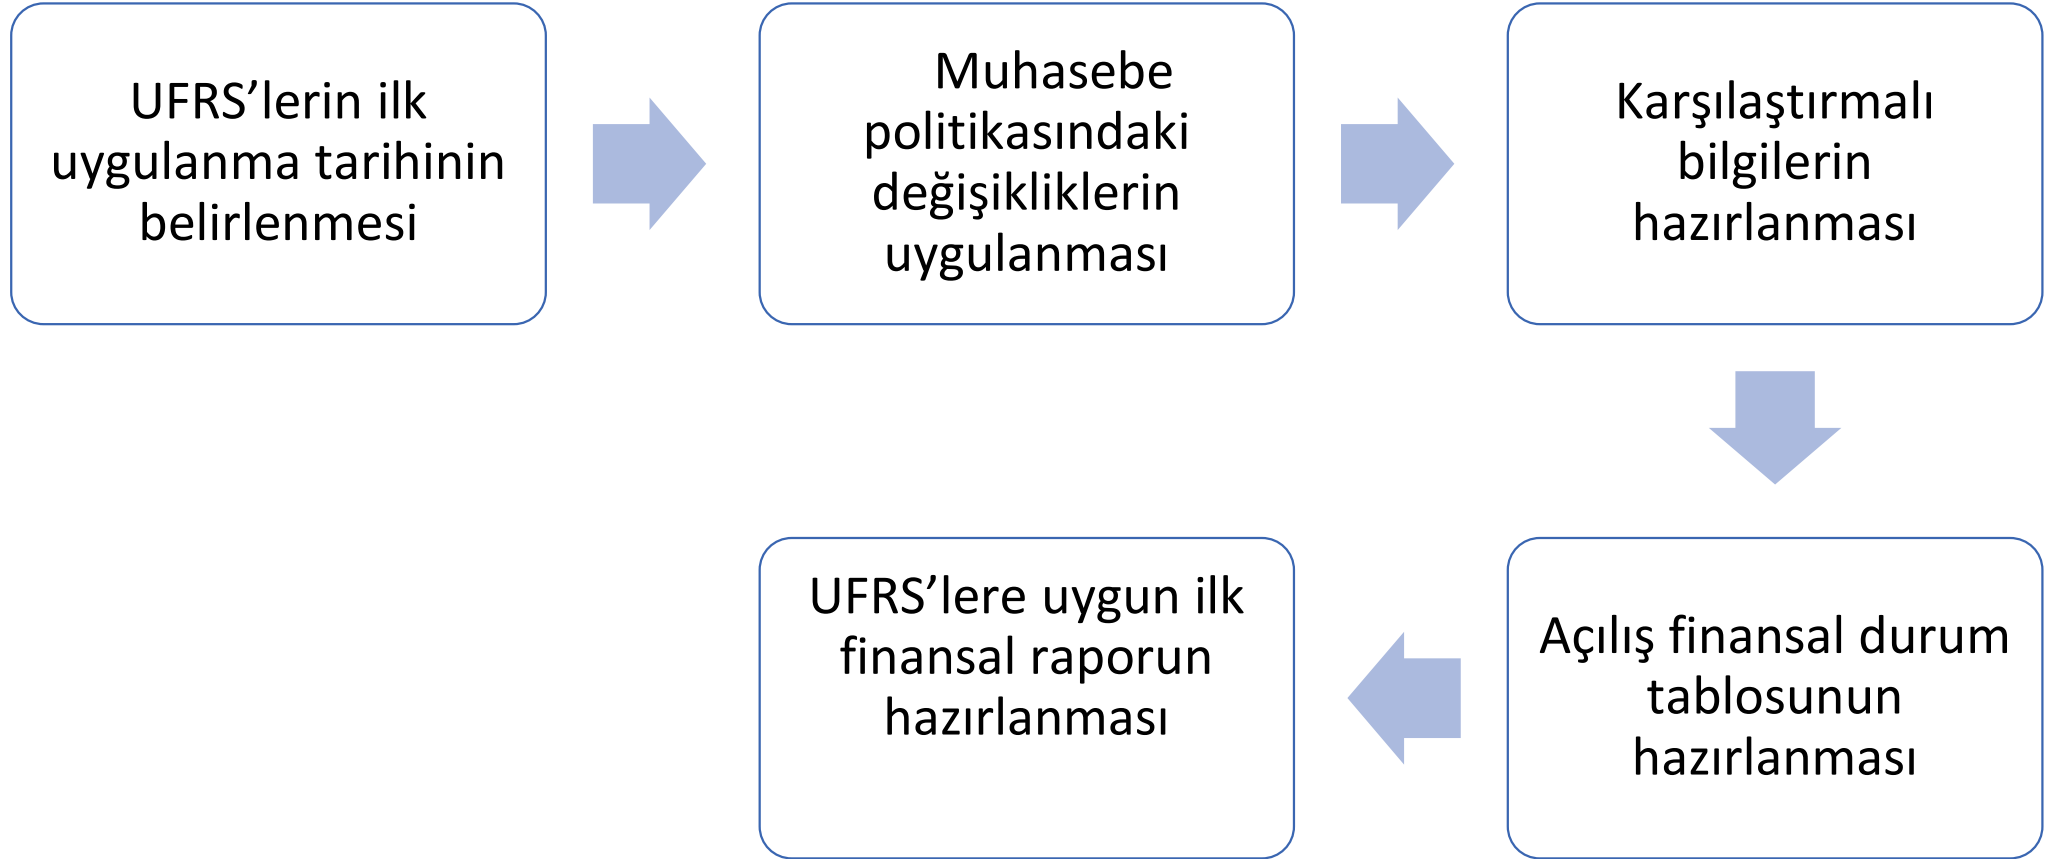 UFRS’lerin ilk
uygulanma tarihinin
belirlenmesi
Muhasebe
politikasındaki
değişikliklerin
uygulanması
Karşılaştırmalı
bilgilerin
hazırlanması
Açılış finansal durum
tablosunun
hazırlanması
UFRS’lere uygun ilk
finansal raporun
hazırlanması